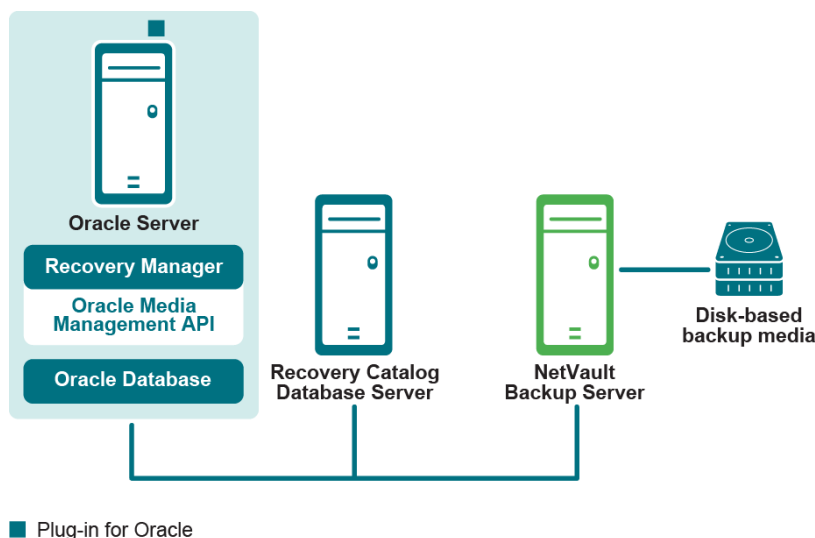 Oracle Server
Recovery Manager
Oracle Media
Management API
Oracle Database
Recovery Catalog
Database Server
NetVault
Backup Server
Disk-based
backup media
Plug-in for Oracle